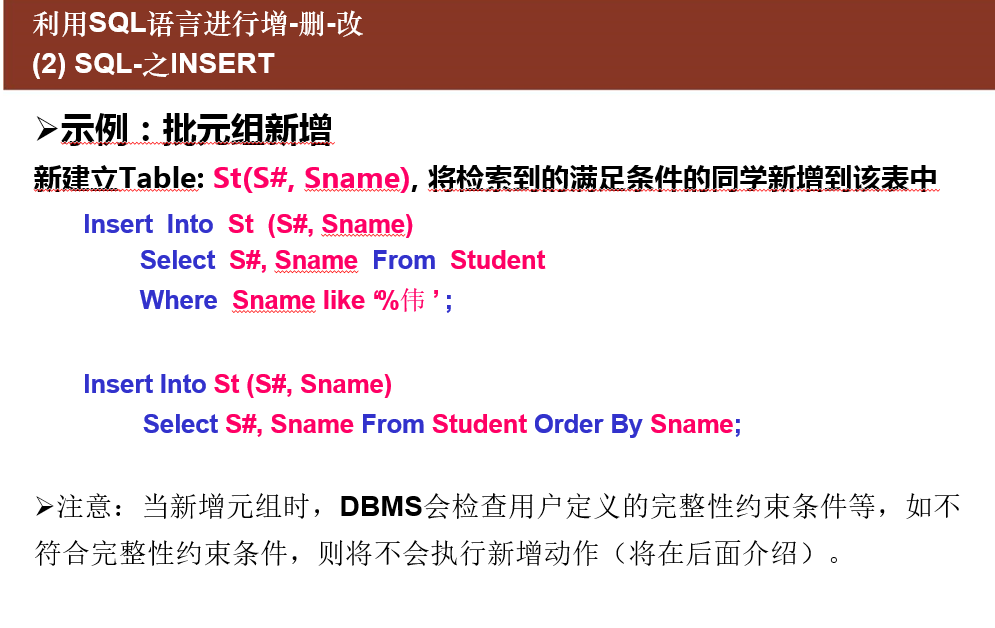 利用SQL语言进行增-删-改
(2) SQL-之INSERT
➢示例：批元组新增
新建立Table: St(S#, Sname), 将检索到的满足条件的同学新增到该表中
Insert Into St (S#, Sname)
Select S#, Sname From Student
Where Sname like ‘%伟 ’ ;
Insert Into St (S#, Sname)
Select S#, Sname From Student Order By Sname;
➢注意：当新增元组时，DBMS会检查用户定义的完整性约束条件等，如不
符合完整性约束条件，则将不会执行新增动作（将在后面介绍）。